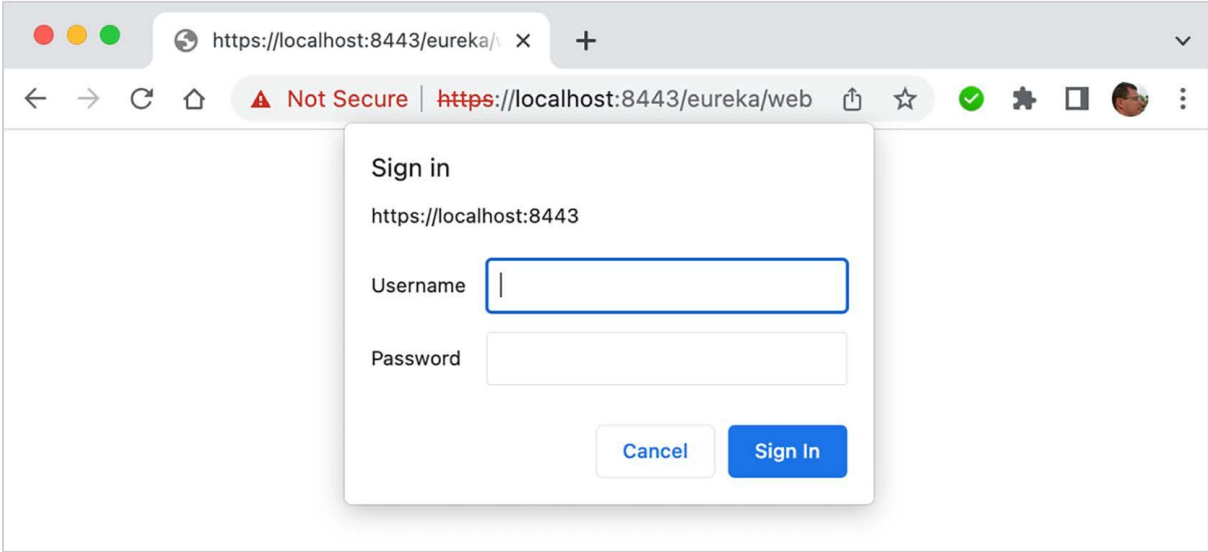 https://localhost:8443/eureka/
Not Secure https://localhost:8443/eureka/web
Sign in
https://localhost:8443
Username
Password
Cancel Sign In